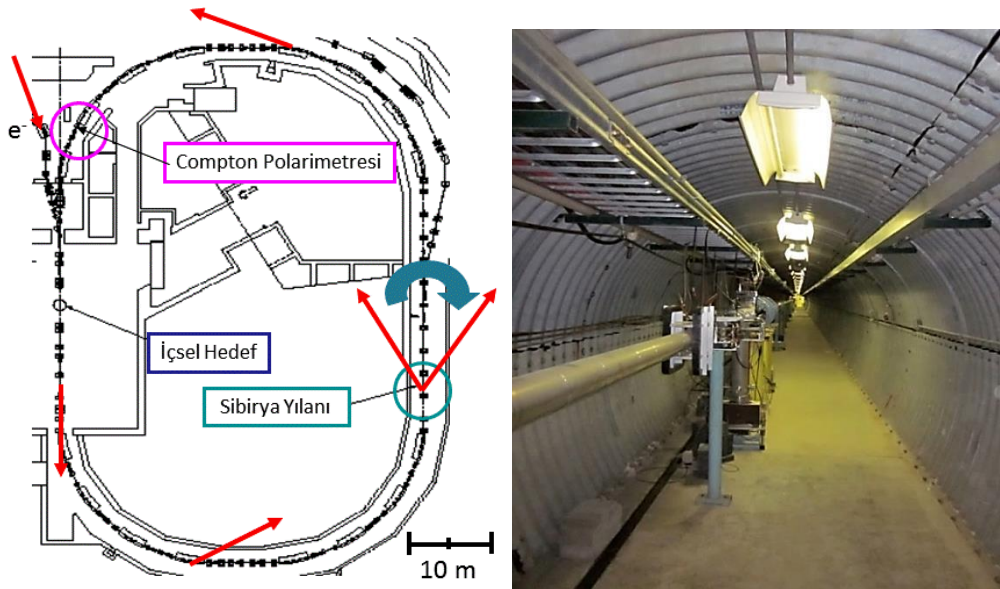 e⁻
Compton Polarimetresi
İçsel Hedef
Sibirya Yılanı
10 m